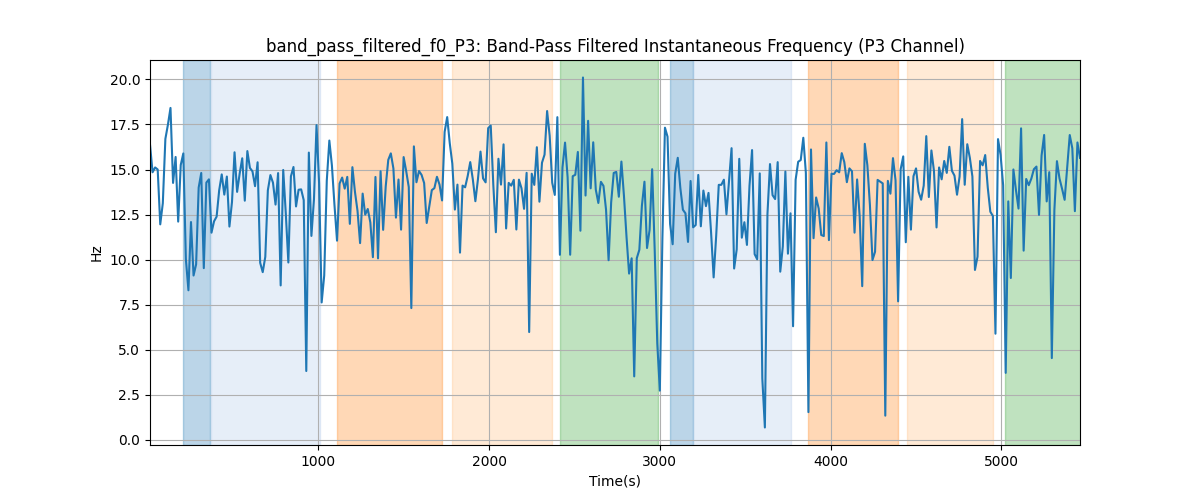 band_pass_filtered_f0_P3: Band-Pass Filtered Instantaneous Frequency (P3 Channel)
20.0
17.5
15.0
12.5
10.0
7.5
5.0
2.5
0.0
Hz
1000 2000 3000 4000 5000
Time(s)